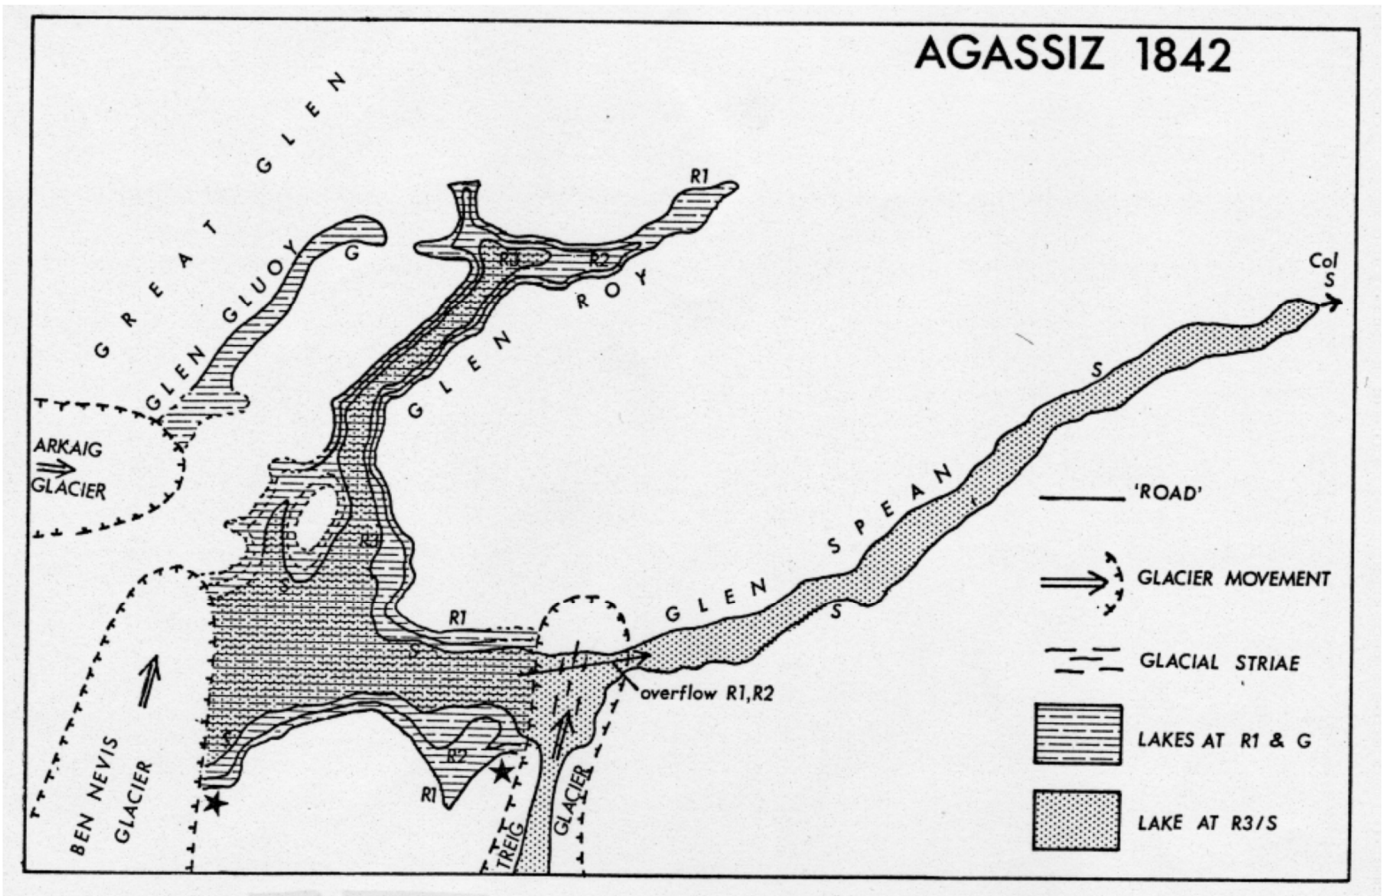 AGASSIZ 1842
GREAT GLEN
R1
GLEN GLUOY
G
R3
R2
GLEN ROY
Col
S
S
ARKAIG
GLACIER
GLEN SPEAN
'ROAD'
S
GLACIER MOVEMENT
S
R1
S
GLACIAL STRIAE
overflow R1,R2
S
LAKES AT R1 & G
BEN NEVIS
GLACIER
R2
R1
TREIG
GLACIER
LAKE AT R3/S